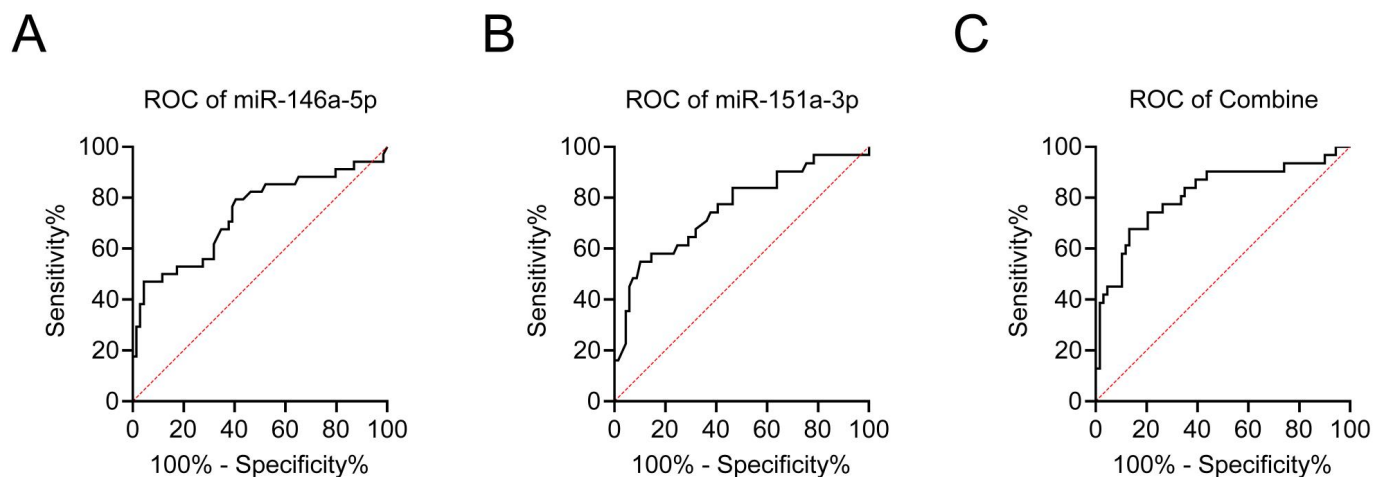 A
B
C
ROC of miR-146a-5p
ROC of miR-151a-3p
ROC of Combine
Sensitivity%
100
80
60
40
20
0
0 20 40 60 80 100
100% - Specificity%
Sensitivity%
100
80
60
40
20
0
0 20 40 60 80 100
100% - Specificity%
Sensitivity%
100
80
60
40
20
0
0 20 40 60 80 100
100% - Specificity%